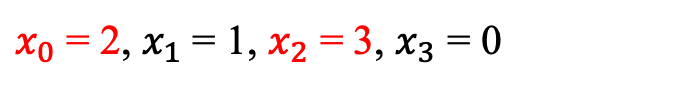 x₀ = 2, x₁ = 1, x₂ = 3, x₃ = 0